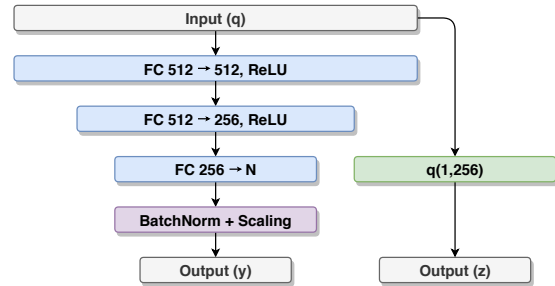 Input (q)
FC 512 → 512, ReLU
FC 512 → 256, ReLU
FC 256 → N
q(1,256)
BatchNorm + Scaling
Output (y)
Output (z)